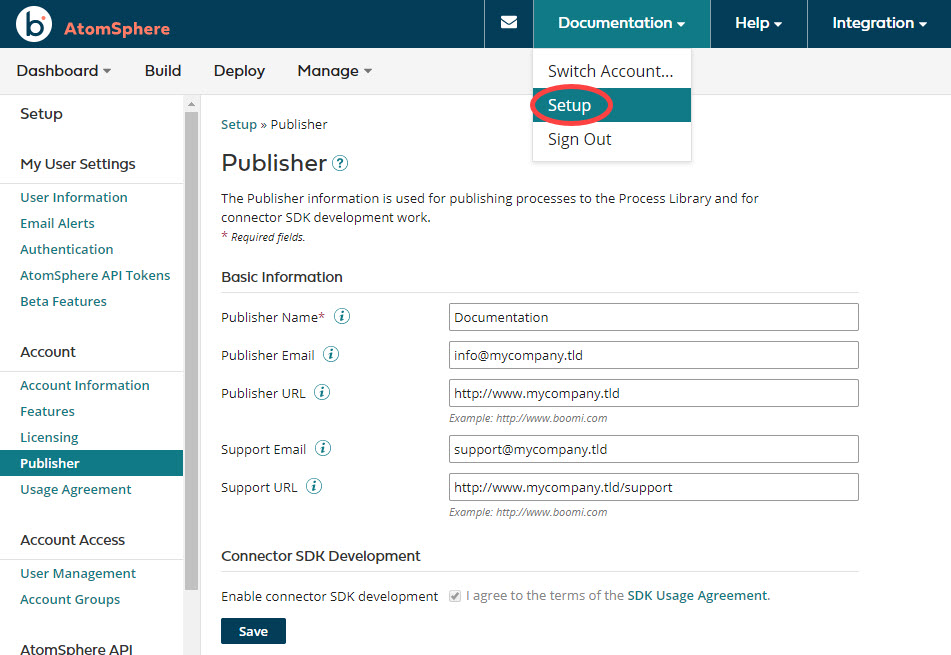 b AtomSphere
Documentation
Help
Integration
Dashboard
Build
Deploy
Manage
Switch Account...
Setup
Sign Out
Setup
My User Settings
User Information
Email Alerts
Authentication
AtomSphere API Tokens
Beta Features
Account
Account Information
Features
Licensing
Publisher
Usage Agreement
Account Access
User Management
Account Groups
AtomSphere API
Setup » Publisher
Publisher ?
The Publisher information is used for publishing processes to the Process Library and for
connector SDK development work.
* Required fields.
Basic Information
Publisher Name* i Documentation
Publisher Email i info@mycompany.tld
Publisher URL i http://www.mycompany.tld
Example: http://www.boomi.com
Support Email i support@mycompany.tld
Support URL i http://www.mycompany.tld/support
Example: http://www.boomi.com
Connector SDK Development
Enable connector SDK development I agree to the terms of the SDK Usage Agreement.
Save